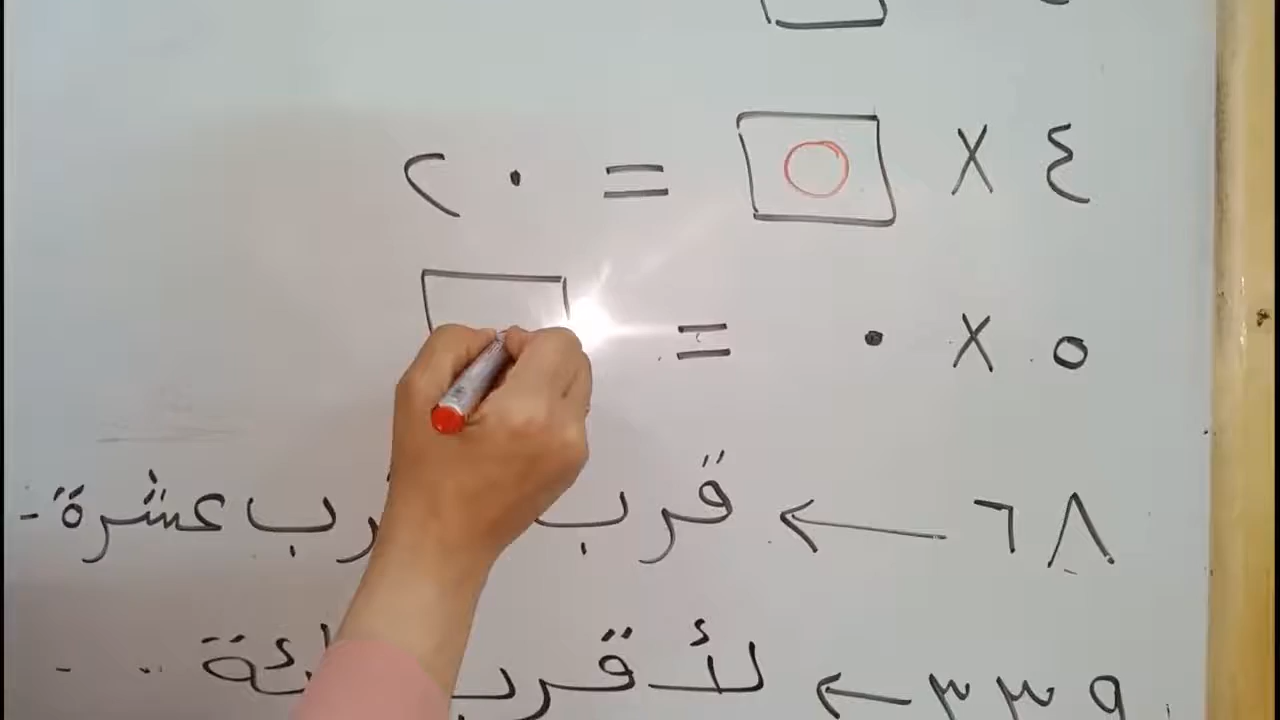 ٤ × ٥ = ٢٠
٥ × ٠ =
٦٨ ← قرب عشرة
٣٣٩ ← لأقرب